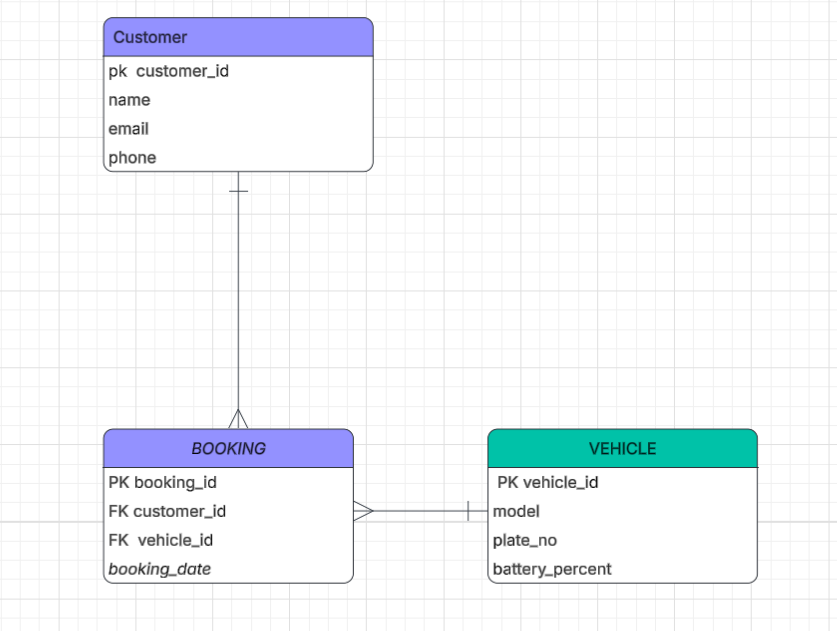 Customer
pk customer_id
name
email
phone
BOOKING
PK booking_id
FK customer_id
FK vehicle_id
booking_date
VEHICLE
PK vehicle_id
model
plate_no
battery_percent